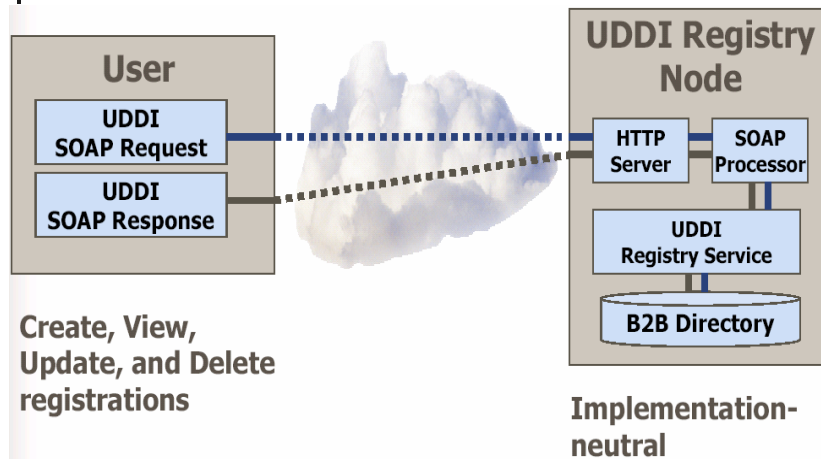 User
UDDI
SOAP Request
UDDI
SOAP Response
Create, View,
Update, and Delete
registrations
UDDI Registry
Node
HTTP
Server
SOAP
Processor
UDDI
Registry Service
B2B Directory
Implementation-
neutral